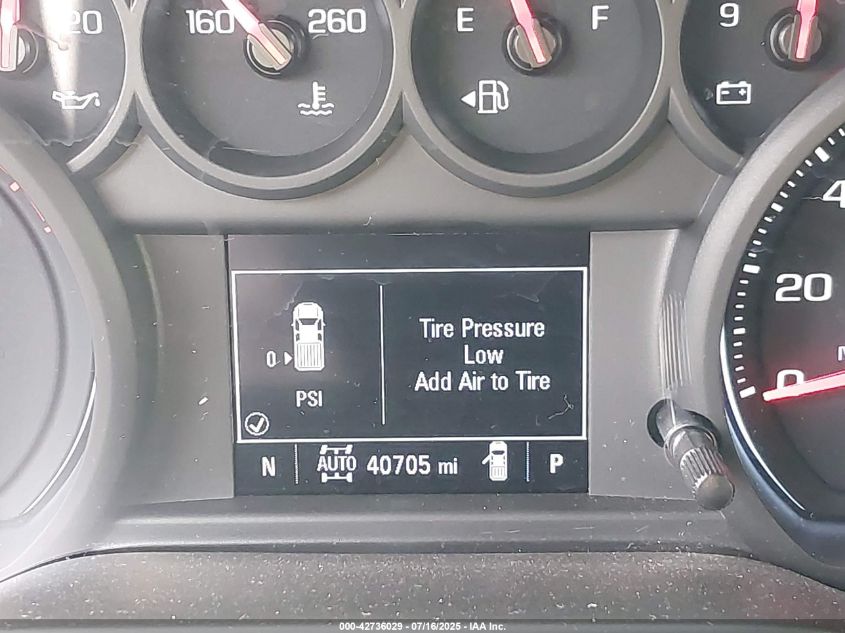 20 160 260 E F 9
4
20
Tire Pressure
Low
0
Add Air to Tire
PSI
0
N AUTO 40705 mi P
000-42736029 - 07/16/2025 - IAA Inc.